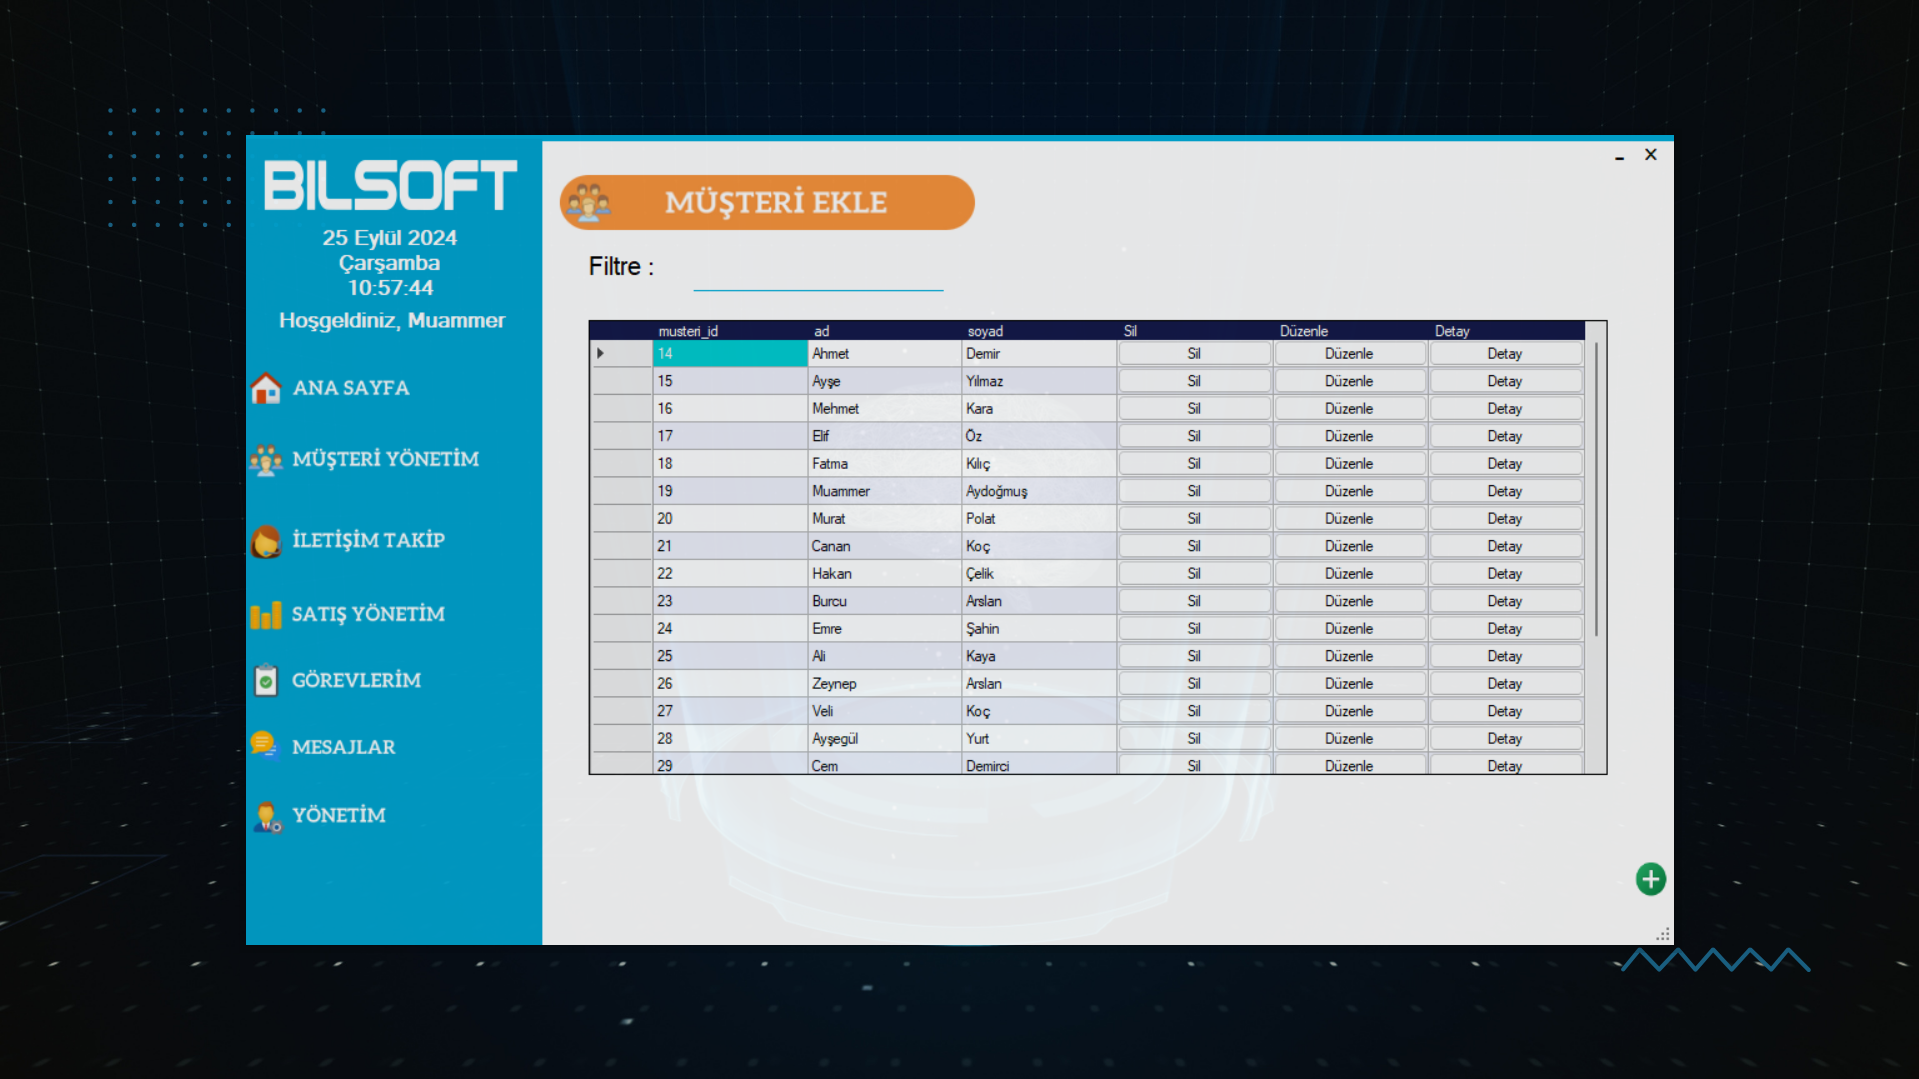 BILSOFT
25 Eylül 2024
Çarşamba
10:57:44
Hoşgeldiniz, Muammer
ANA SAYFA
MÜŞTERİ YÖNETİM
İLETİŞİM TAKİP
SATIŞ YÖNETİM
GÖREVLERİM
MESAJLAR
YÖNETİM
MÜŞTERİ EKLE
Filtre :
musteri_id ad soyad Sil Düzenle Detay
14 Ahmet Demir Sil Düzenle Detay
15 Ayşe Yılmaz Sil Düzenle Detay
16 Mehmet Kara Sil Düzenle Detay
17 Elif Öz Sil Düzenle Detay
18 Fatma Kılıç Sil Düzenle Detay
19 Muammer Aydoğmuş Sil Düzenle Detay
20 Murat Polat Sil Düzenle Detay
21 Canan Koç Sil Düzenle Detay
22 Hakan Çelik Sil Düzenle Detay
23 Burcu Arslan Sil Düzenle Detay
24 Emre Şahin Sil Düzenle Detay
25 Ali Kaya Sil Düzenle Detay
26 Zeynep Arslan Sil Düzenle Detay
27 Veli Koç Sil Düzenle Detay
28 Ayşegül Yurt Sil Düzenle Detay
29 Cem Demirci Sil Düzenle Detay